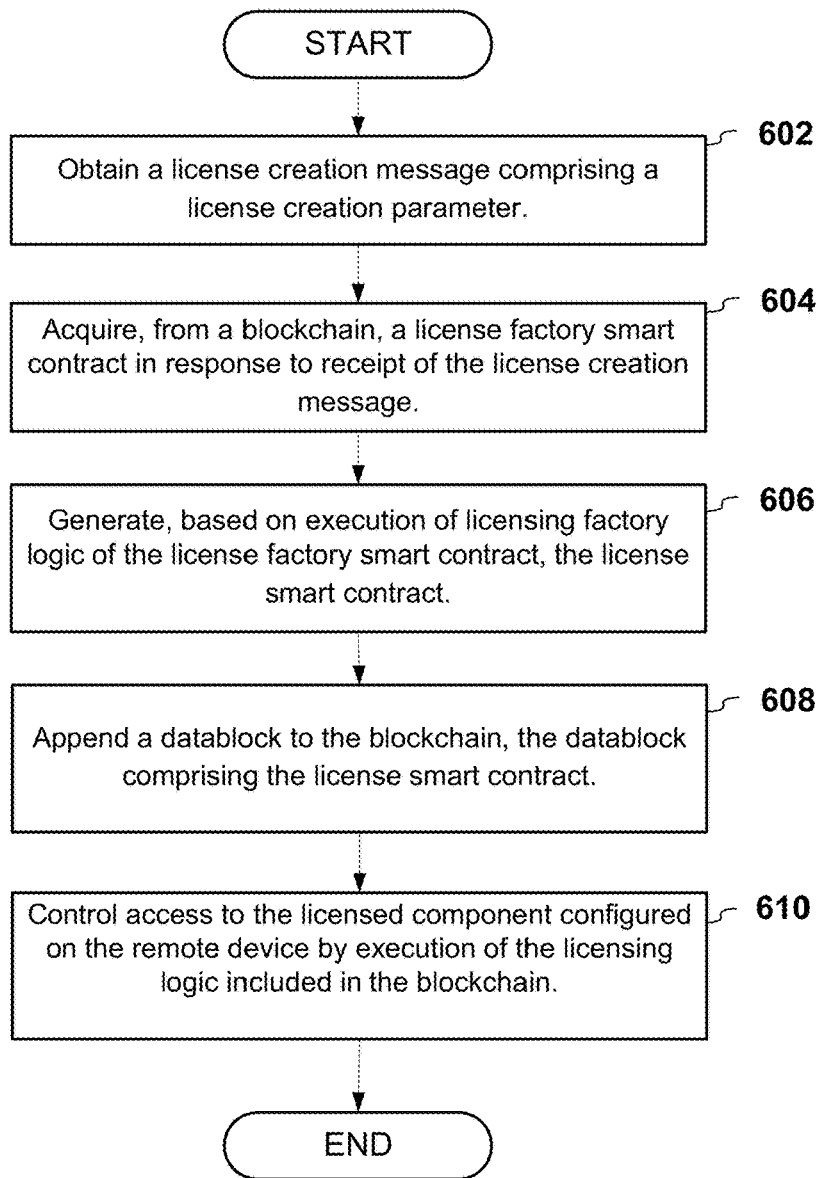 START
602
Obtain a license creation message comprising a
license creation parameter.
604
Acquire, from a blockchain, a license factory smart
contract in response to receipt of the license creation
message.
606
Generate, based on execution of licensing factory
logic of the license factory smart contract, the license
smart contract.
608
Append a datablock to the blockchain, the datablock
comprising the license smart contract.
610
Control access to the licensed component configured
on the remote device by execution of the licensing
logic included in the blockchain.
END